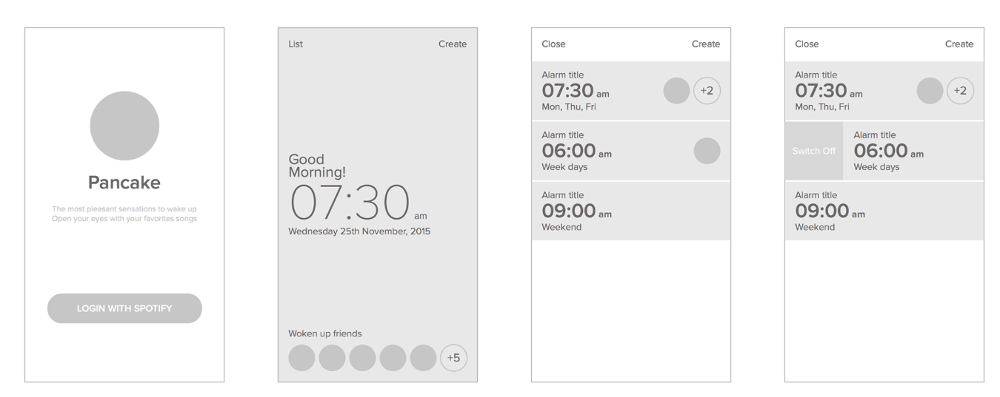 Pancake
The most pleasant sensations to wake up
Open your eyes with your favorites songs
LOGIN WITH SPOTIFY
List Create
Good
Morning!
07:30 am
Wednesday 25th November, 2015
Woken up friends
+5
Close Create
Alarm title
07:30 am +2
Mon, Thu, Fri
Alarm title
06:00 am
Week days
Alarm title
09:00 am
Weekend
Close Create
Alarm title
07:30 am +2
Mon, Thu, Fri
Alarm title
Switch Off 06:00 am
Week days
Alarm title
09:00 am
Weekend